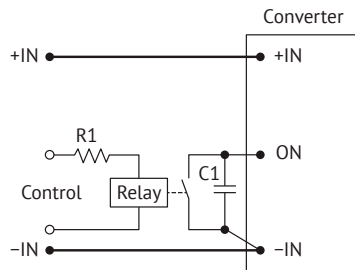 Converter
+IN
+IN
R1
ON
C1
Control
Relay
−IN
−IN